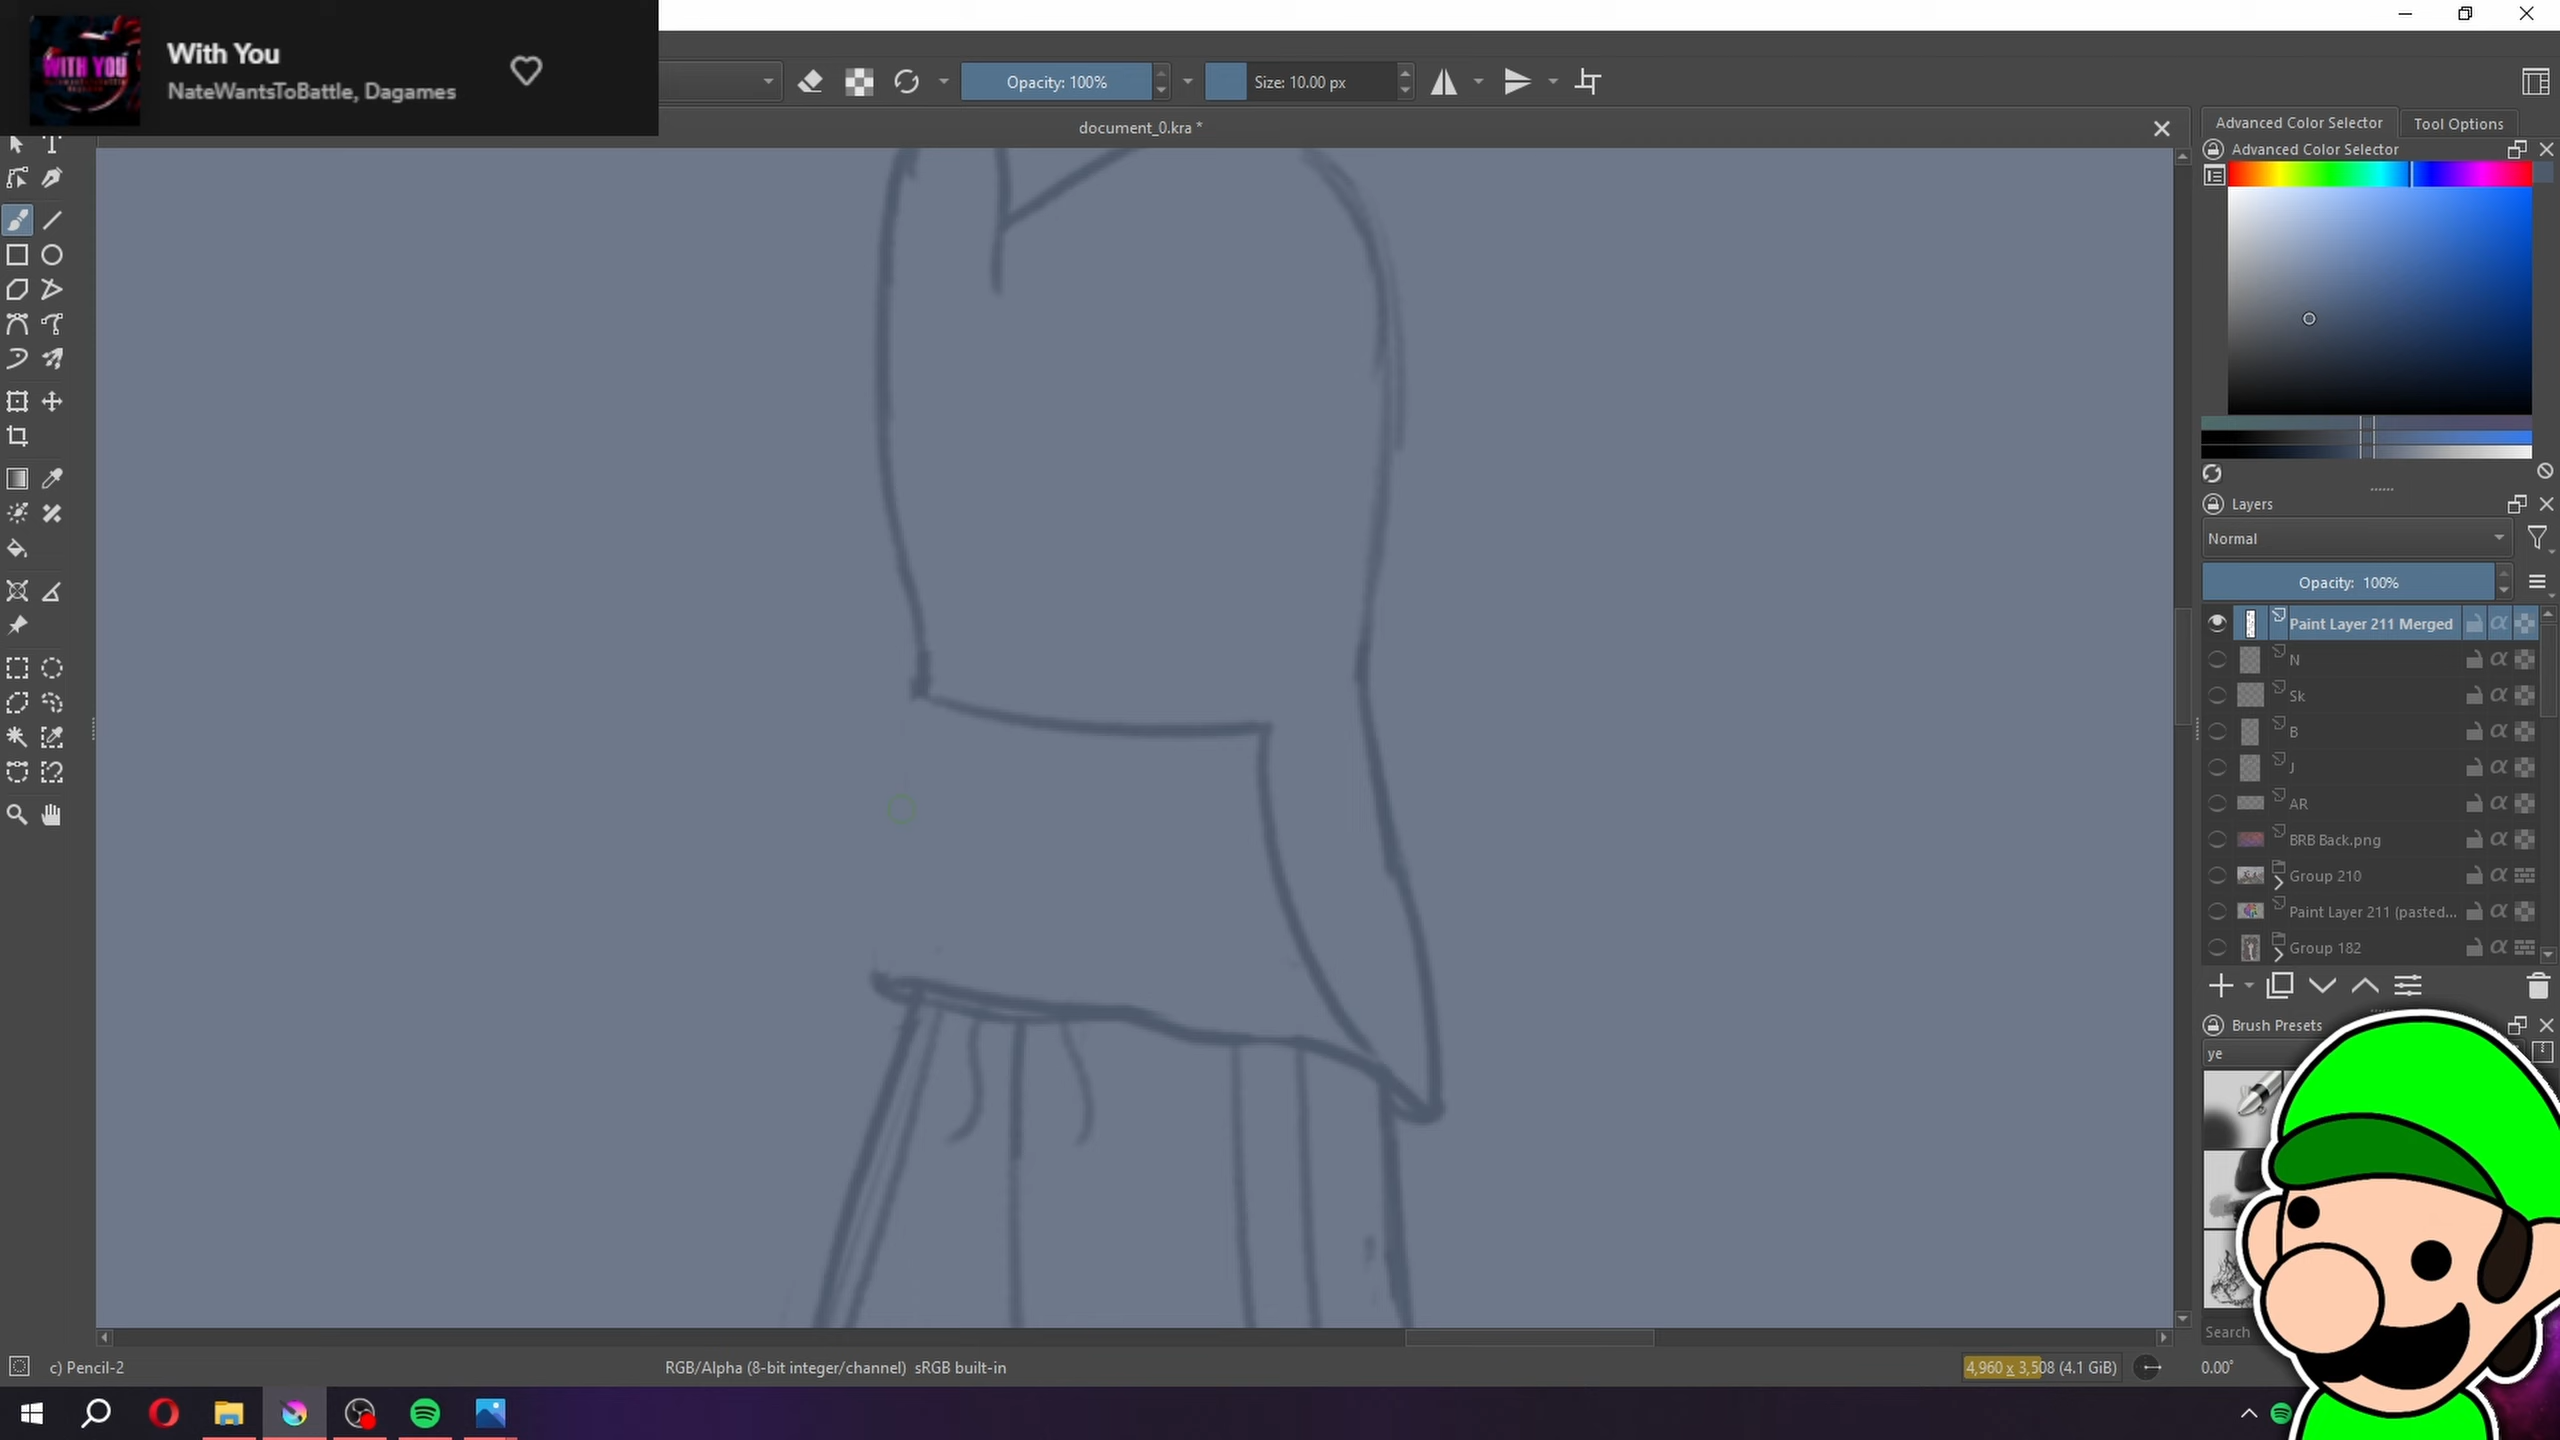 WITH YOU
With You
NateWantsToBattle, Dagames
Opacity: 100%
Size: 10.00 px
document_0.kra *
Advanced Color Selector
Tool Options
Advanced Color Selector
Layers
Normal
Opacity: 100%
Paint Layer 211 Merged
N
Sk
B
J
AR
BRB Back.png
Group 210
Paint Layer 211 (pasted...
Group 182
Brush Presets
ye
Search
c) Pencil-2
RGB/Alpha (8-bit integer/channel) sRGB built-in
4,960 x 3,508 (4.1 GiB)
0.00°